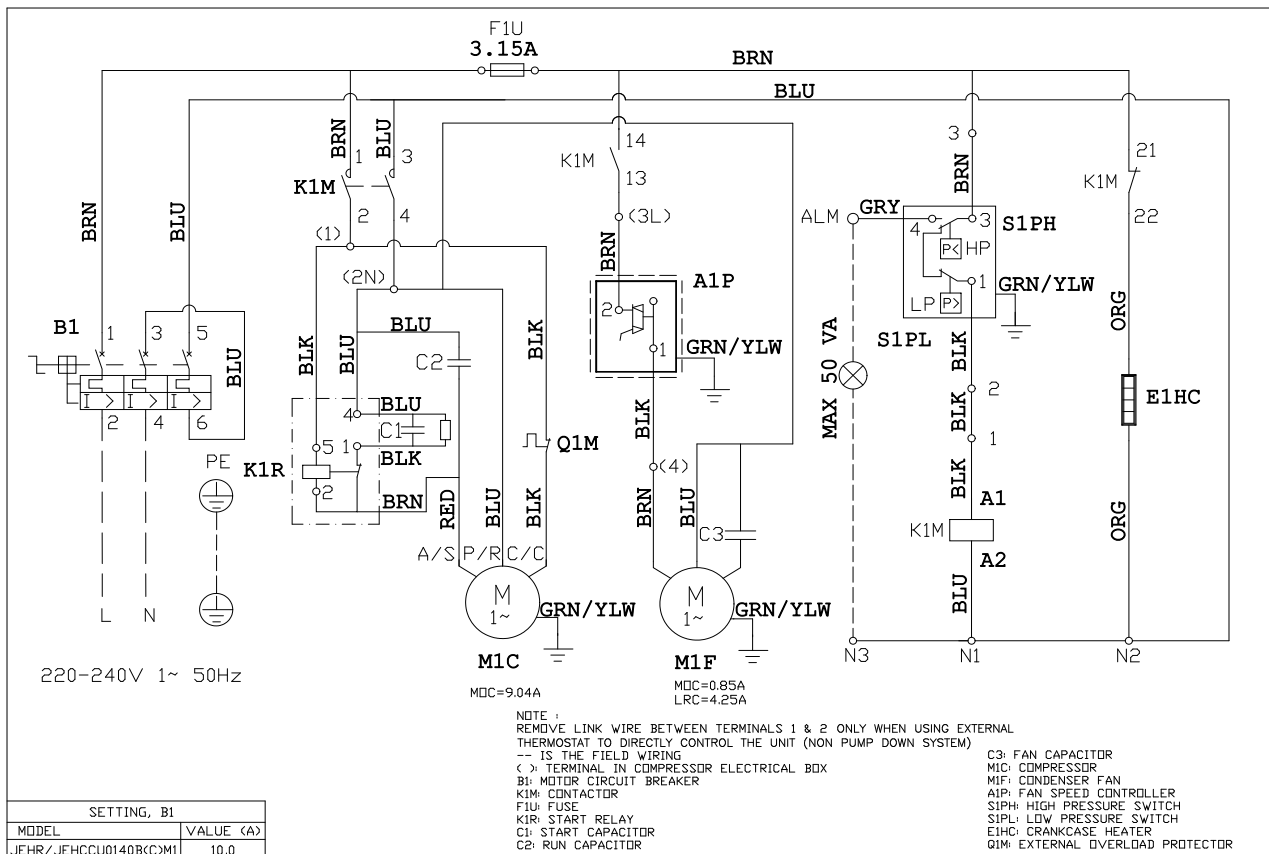 F1U
3.15A
BRN
BLU
BRN
BLU
BRN
BLU
1
3
K1M
2
4
(1)
(2N)
14
K1M
13
(3L)
BRN
A1P
2
1
GRN/YLW
3
BRN
ALM
GRY
4
3
S1PH
P<
HP
1
GRN/YLW
LP
P>
S1PL
21
K1M
22
B1
1
3
5
BLU
I >
I >
I >
2
4
6
PE
L
N
220-240V 1~ 50Hz
BLK
BLU
BLU
C2
BLK
4
BLU
C1
5
1
BLK
K1R
2
BRN
Q1M
RED
BLU
BLK
A/S
P/R
C/C
M
1~
GRN/YLW
M1C
MOC=9.04A
BLK
(4)
BRN
BLU
C3
M
1~
GRN/YLW
M1F
MOC=0.85A
LRC=4.25A
MAX 50 VA
BLK
2
BLK
1
BLK
A1
K1M
A2
BLU
ORG
E1HC
ORG
N3
N1
N2
NOTE :
REMOVE LINK WIRE BETWEEN TERMINALS 1 & 2 ONLY WHEN USING EXTERNAL
THERMOSTAT TO DIRECTLY CONTROL THE UNIT (NON PUMP DOWN SYSTEM)
-- IS THE FIELD WIRING
( ): TERMINAL IN COMPRESSOR ELECTRICAL BOX
B1: MOTOR CIRCUIT BREAKER
K1M: CONTACTOR
F1U: FUSE
K1R: START RELAY
C1: START CAPACITOR
C2: RUN CAPACITOR
C3: FAN CAPACITOR
M1C: COMPRESSOR
M1F: CONDENSER FAN
A1P: FAN SPEED CONTROLLER
S1PH: HIGH PRESSURE SWITCH
S1PL: LOW PRESSURE SWITCH
E1HC: CRANKCASE HEATER
Q1M: EXTERNAL OVERLOAD PROTECTOR
SETTING, B1
MODEL
VALUE (A)
JEHR/JEHCCU0140B(C)M1
10.0